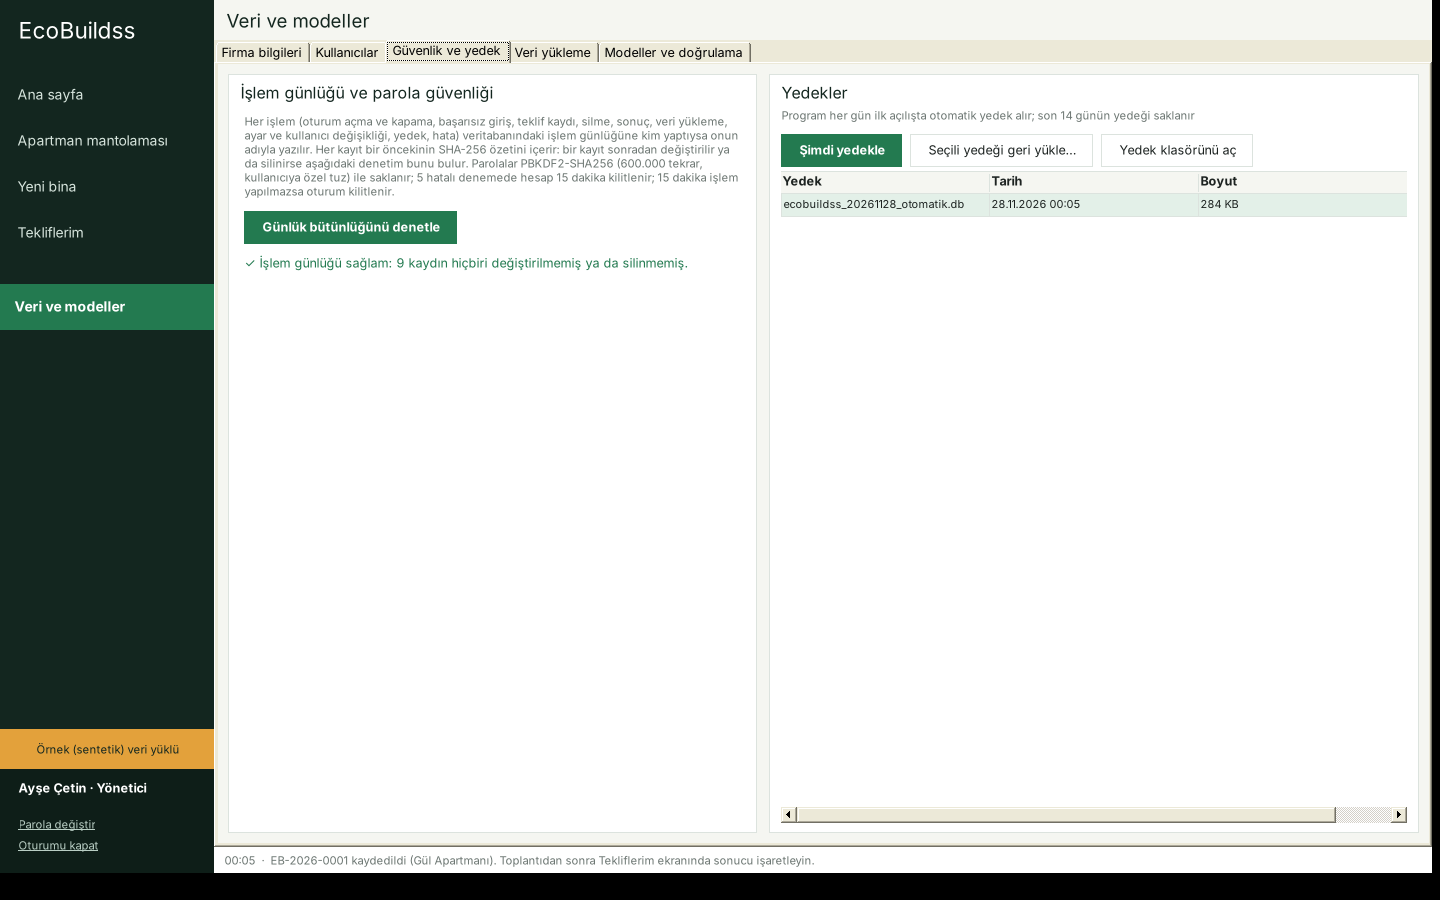 EcoBuildss
Ana sayfa
Apartman mantolaması
Yeni bina
Tekliflerim
Veri ve modeller
Örnek (sentetik) veri yüklü
Ayşe Çetin · Yönetici
Parola değiştir
Oturumu kapat
Veri ve modeller
Firma bilgileri
Kullanıcılar
Güvenlik ve yedek
Veri yükleme
Modeller ve doğrulama
İşlem günlüğü ve parola güvenliği
Her işlem (oturum açma ve kapama, başarısız giriş, teklif kaydı, silme, sonuç, veri yükleme,
ayar ve kullanıcı değişikliği, yedek, hata) veritabanındaki işlem günlüğüne kim yaptıysa onun
adıyla yazılır. Her kayıt bir öncekinin SHA-256 özetini içerir: bir kayıt sonradan değiştirilir ya
da silinirse aşağıdaki denetim bunu bulur. Parolalar PBKDF2-SHA256 (600.000 tekrar,
kullanıcıya özel tuz) ile saklanır; 5 hatalı denemede hesap 15 dakika kilitlenir; 15 dakika işlem
yapılmazsa oturum kilitlenir.
Günlük bütünlüğünü denetle
✓ İşlem günlüğü sağlam: 9 kaydın hiçbiri değiştirilmemiş ya da silinmemiş.
Yedekler
Program her gün ilk açılışta otomatik yedek alır; son 14 günün yedeği saklanır
Şimdi yedekle
Seçili yedeği geri yükle...
Yedek klasörünü aç
Yedek Tarih Boyut
ecobuildss_20261128_otomatik.db 28.11.2026 00:05 284 KB
00:05 · EB-2026-0001 kaydedildi (Gül Apartmanı). Toplantıdan sonra Tekliflerim ekranında sonucu işaretleyin.